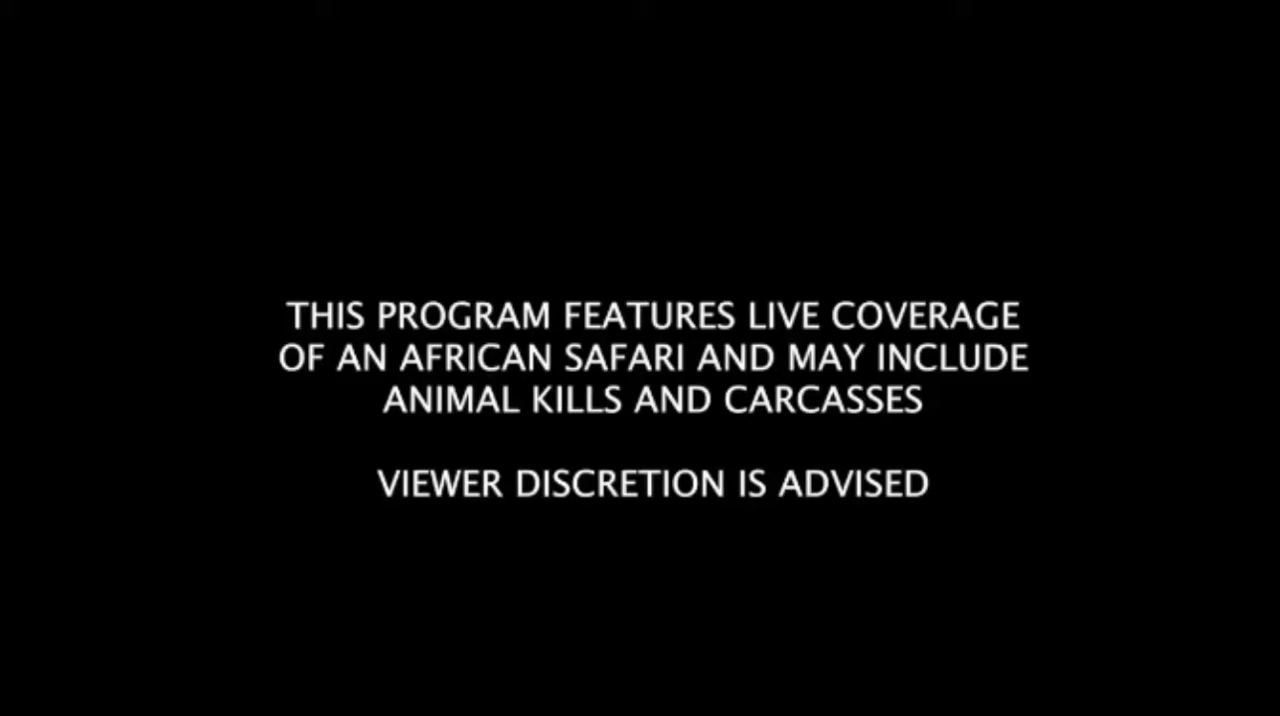 THIS PROGRAM FEATURES LIVE COVERAGE
OF AN AFRICAN SAFARI AND MAY INCLUDE
ANIMAL KILLS AND CARCASSES
VIEWER DISCRETION IS ADVISED